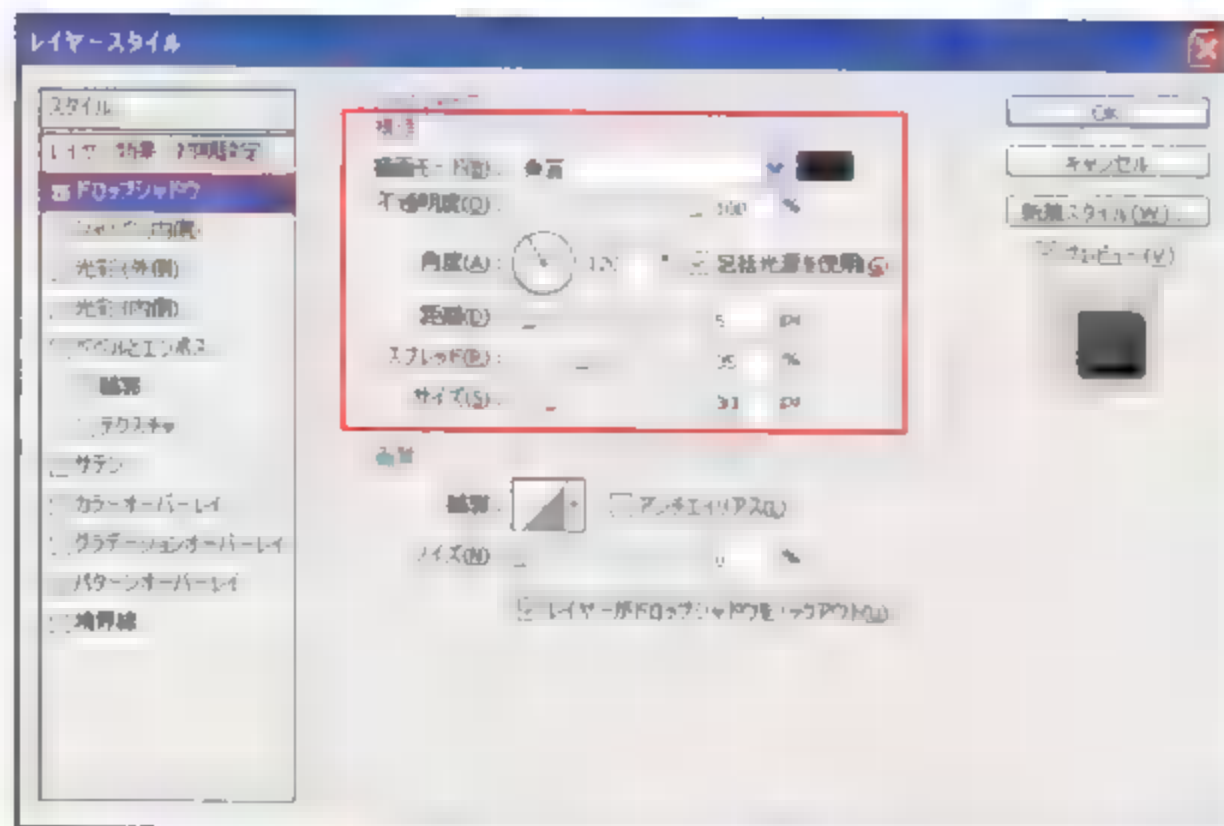 レイヤースタイル
スタイル
レイヤー効果
ドロップシャドウ
シャドウ(内側)
光彩(外側)
光彩(内側)
ベベルとエンボス
輪郭
テクスチャ
サテン
カラーオーバーレイ
グラデーションオーバーレイ
パターンオーバーレイ
境界線
構造
描画モード(B):
不透明度(O): 100 %
角度(A): 120 ° 包括光源を使用(G)
距離(D): 5 px
スプレッド(R): 35 %
サイズ(S): px
画質
輪郭: アンチエイリアス(L)
ノイズ(N): 0 %
レイヤーがドロップシャドウをノックアウト(U)
OK
キャンセル
新規スタイル(W)...
プレビュー(V)